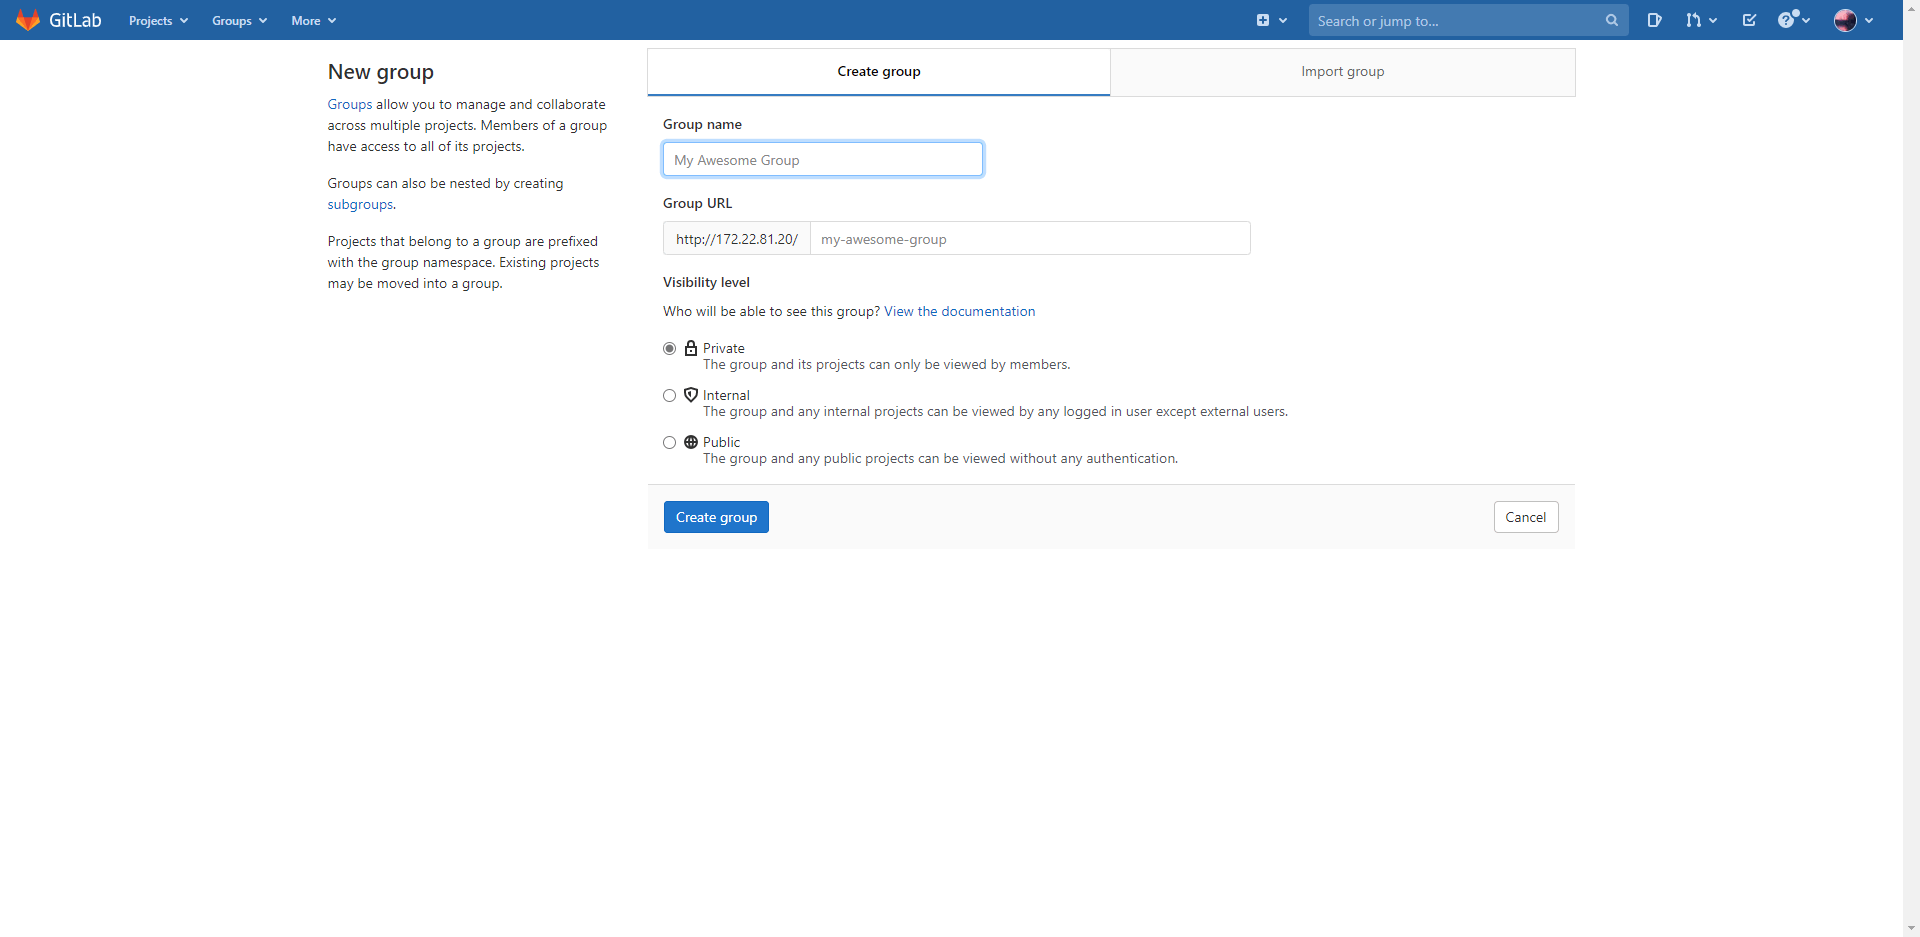 GitLab Projects Groups More Search or jump to...
New group
Groups allow you to manage and collaborate
across multiple projects. Members of a group
have access to all of its projects.
Groups can also be nested by creating
subgroups.
Projects that belong to a group are prefixed
with the group namespace. Existing projects
may be moved into a group.
Create group Import group
Group name
My Awesome Group
Group URL
http://172.22.81.20/ my-awesome-group
Visibility level
Who will be able to see this group? View the documentation
Private
The group and its projects can only be viewed by members.
Internal
The group and any internal projects can be viewed by any logged in user except external users.
Public
The group and any public projects can be viewed without any authentication.
Create group Cancel